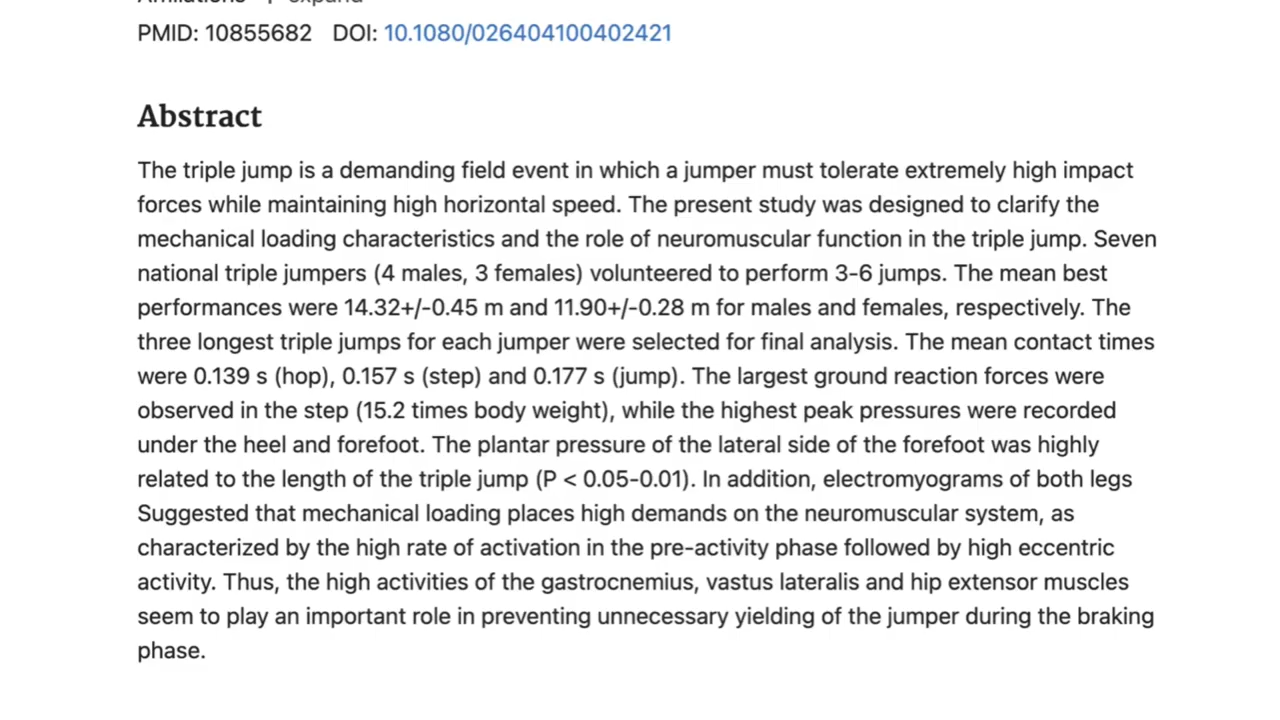 Affiliations + expand
PMID: 10855682 DOI: 10.1080/026404100402421
Abstract
The triple jump is a demanding field event in which a jumper must tolerate extremely high impact
forces while maintaining high horizontal speed. The present study was designed to clarify the
mechanical loading characteristics and the role of neuromuscular function in the triple jump. Seven
national triple jumpers (4 males, 3 females) volunteered to perform 3-6 jumps. The mean best
performances were 14.32+/-0.45 m and 11.90+/-0.28 m for males and females, respectively. The
three longest triple jumps for each jumper were selected for final analysis. The mean contact times
were 0.139 s (hop), 0.157 s (step) and 0.177 s (jump). The largest ground reaction forces were
observed in the step (15.2 times body weight), while the highest peak pressures were recorded
under the heel and forefoot. The plantar pressure of the lateral side of the forefoot was highly
related to the length of the triple jump (P < 0.05-0.01). In addition, electromyograms of both legs
Suggested that mechanical loading places high demands on the neuromuscular system, as
characterized by the high rate of activation in the pre-activity phase followed by high eccentric
activity. Thus, the high activities of the gastrocnemius, vastus lateralis and hip extensor muscles
seem to play an important role in preventing unnecessary yielding of the jumper during the braking
phase.